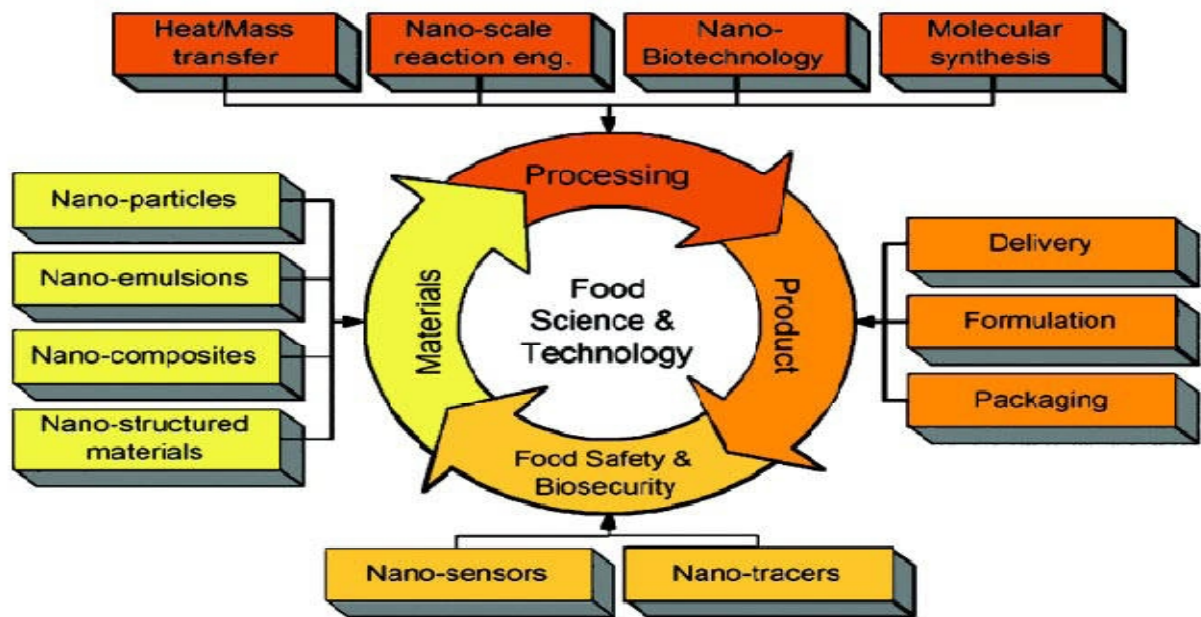 Heat/Mass
transfer
Nano-scale
reaction eng.
Nano-
Biotechnology
Molecular
synthesis
Processing
Nano-particles
Nano-emulsions
Nano-composites
Nano-structured
materials
Materials
Food
Science &
Technology
Product
Delivery
Formulation
Packaging
Food Safety &
Biosecurity
Nano-sensors
Nano-tracers